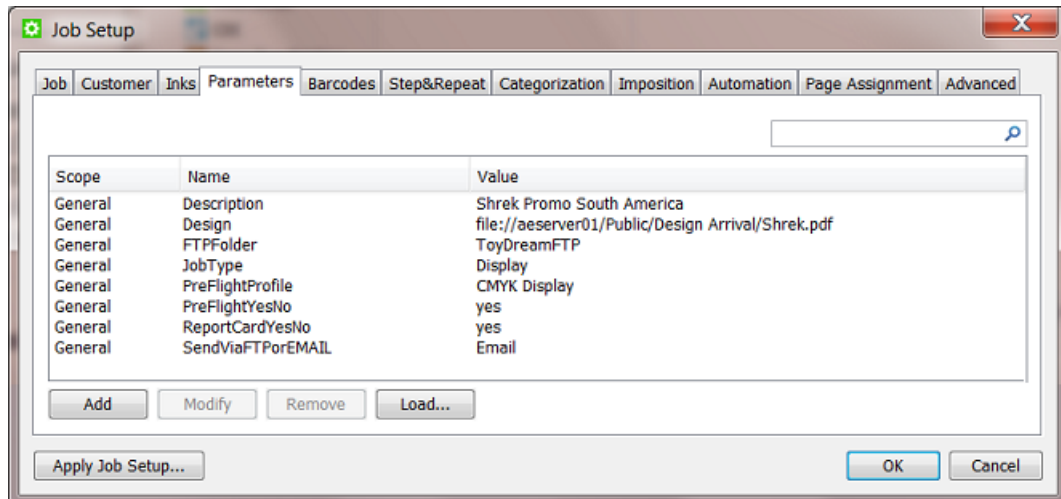 Job Setup
Job Customer Inks Parameters Barcodes Step&Repeat Categorization Imposition Automation Page Assignment Advanced
Scope Name Value
General Description Shrek Promo South America
General Design file://aeserver01/Public/Design Arrival/Shrek.pdf
General FTPFolder ToyDreamFTP
General JobType Display
General PreFlightProfile CMYK Display
General PreFlightYesNo yes
General ReportCardYesNo yes
General SendViaFTPorEMAIL Email
Add Modify Remove Load...
Apply Job Setup... OK Cancel